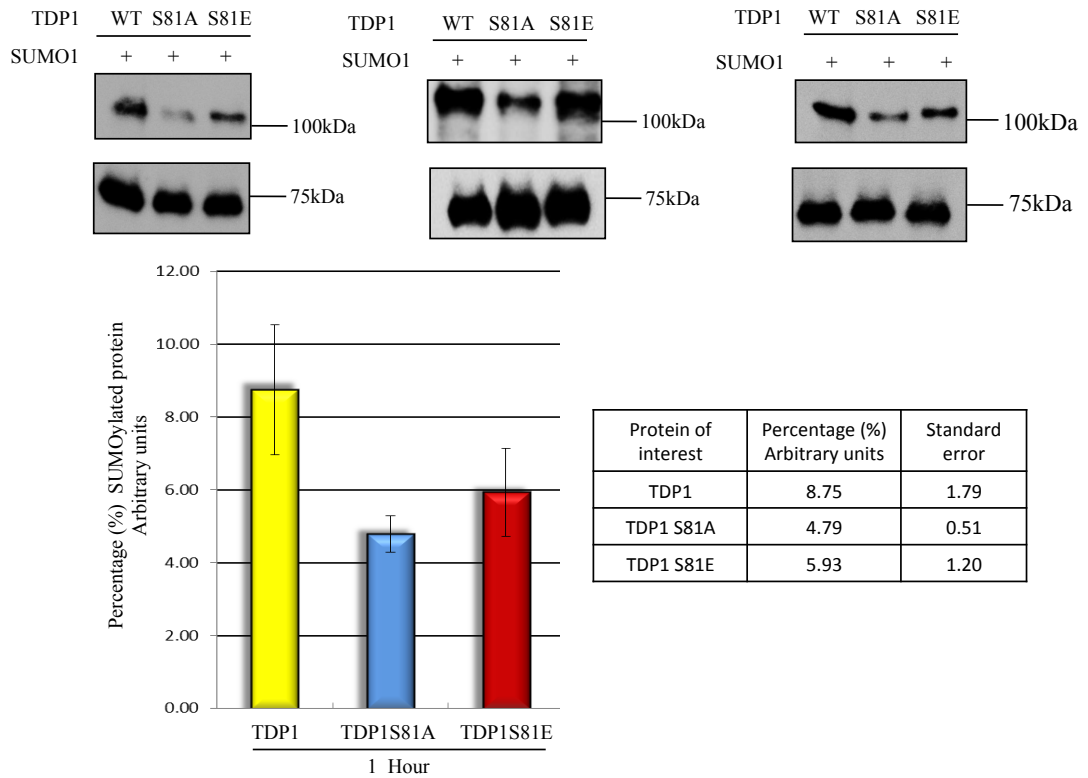 TDP1 WT S81A S81E
SUMO1 + + +
100kDa
75kDa
TDP1 WT S81A S81E
SUMO1 + + +
100kDa
75kDa
TDP1 WT S81A S81E
SUMO1 + + +
100kDa
75kDa
Percentage (%) SUMOylated protein
Arbitrary units
12.00
10.00
8.00
6.00
4.00
2.00
0.00
TDP1 TDP1S81A TDP1S81E
1 Hour
Protein of interest Percentage (%) Arbitrary units Standard error
TDP1 8.75 1.79
TDP1 S81A 4.79 0.51
TDP1 S81E 5.93 1.20